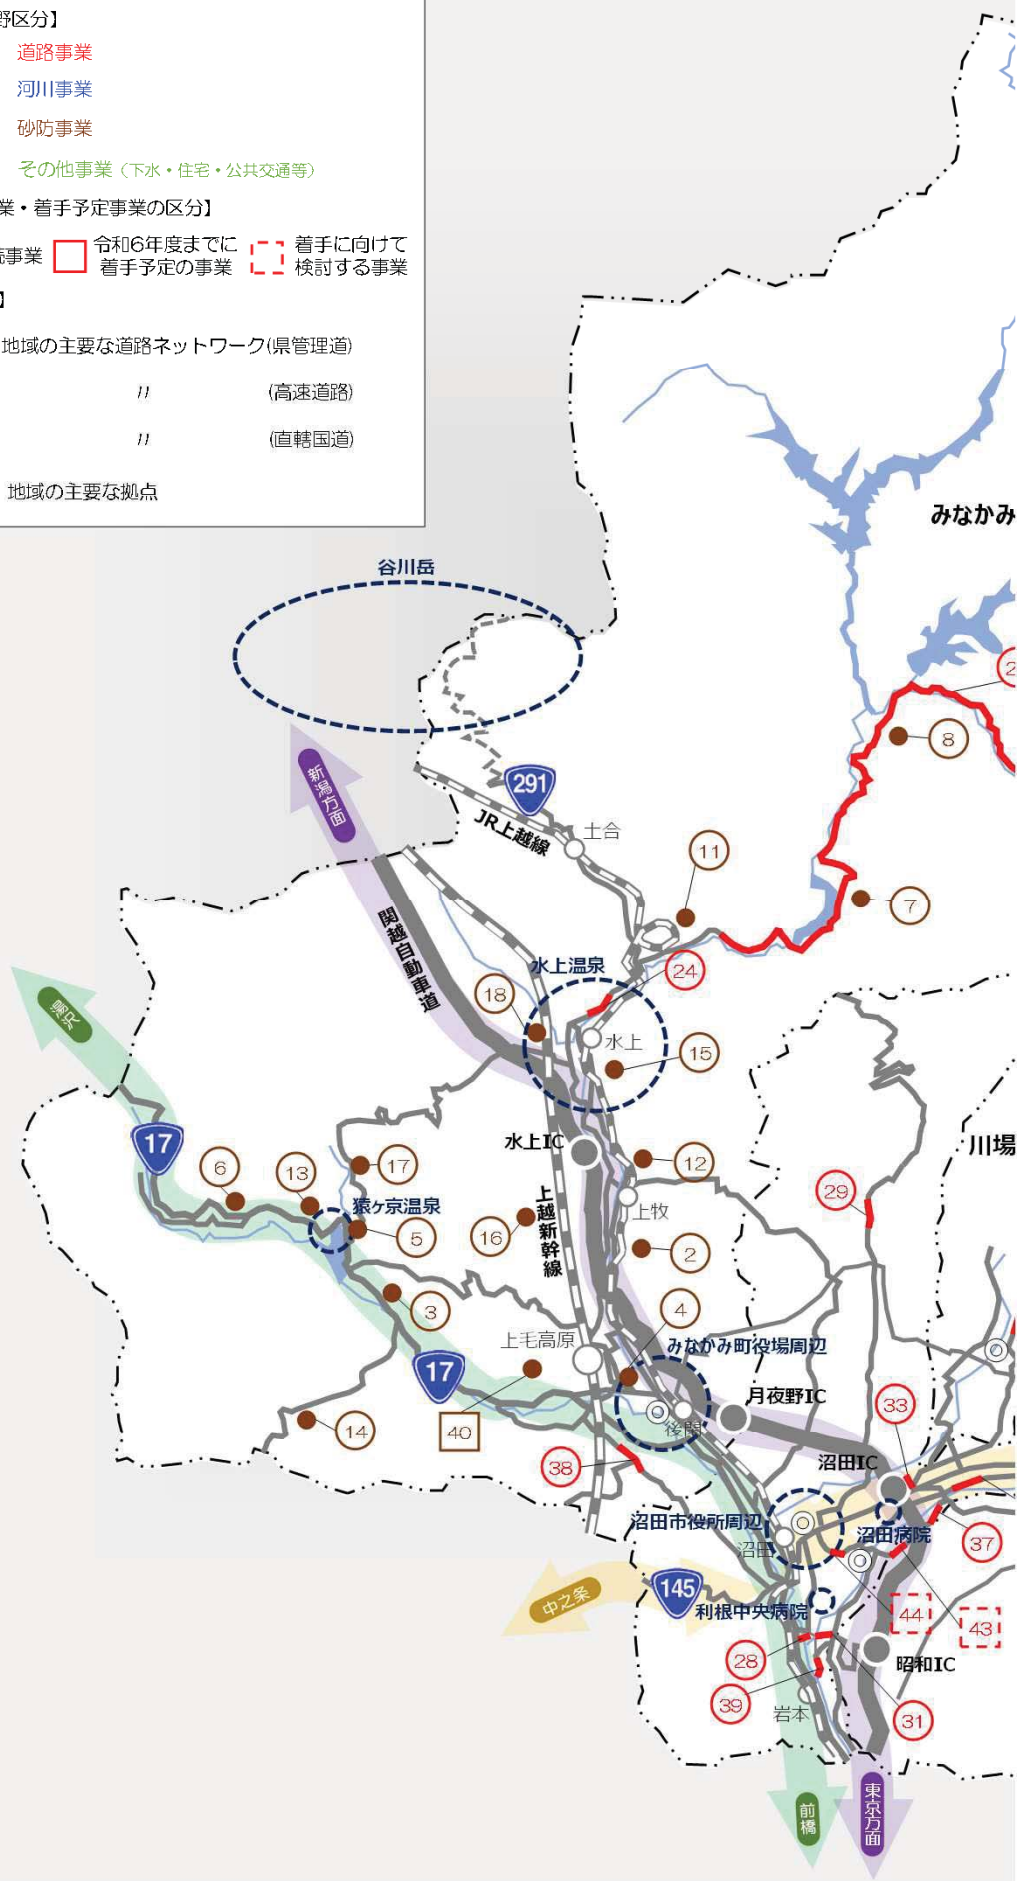 野区分】
道路事業
河川事業
砂防事業
その他事業（下水・住宅・公共交通等）
業・着手予定事業の区分】
事業
令和6年度までに
着手予定の事業
着手に向けて
検討する事業
】
地域の主要な道路ネットワーク(県管理道)
〃 (高速道路)
〃 (直轄国道)
地域の主要な拠点
みなかみ
谷川岳
2
8
新潟方面
291
JR上越線
土合
11
7
関越自動車道
水上温泉
24
18
湯沢
水上
15
水上IC
17
6
13
17
12
川場
猿ヶ京温泉
29
上牧
5
16
上越新幹線
2
3
4
上毛高原
みなかみ町役場周辺
17
月夜野IC
33
14
40
後閑
沼田IC
38
沼田市役所周辺
沼田
沼田病院
37
中之条
145
利根中央病院
44
43
28
昭和IC
39
岩本
31
前橋
東京方面